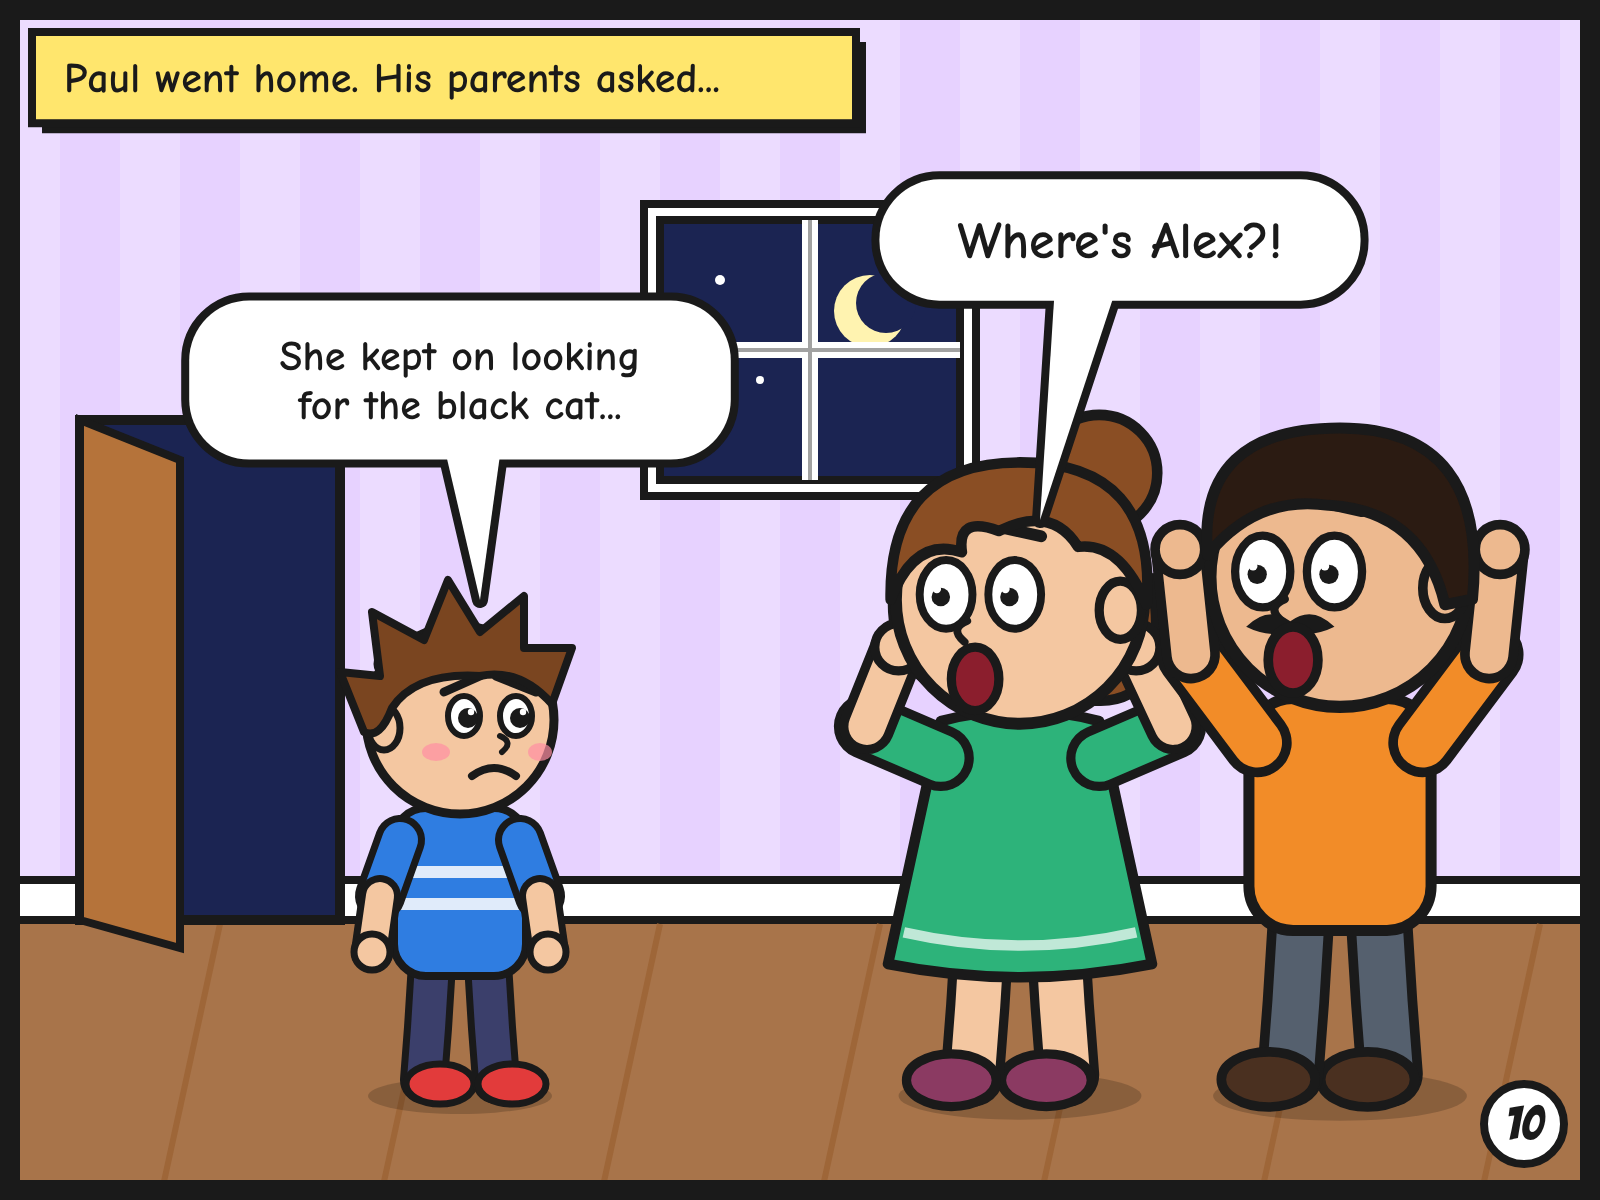 Paul went home. His parents asked...
Where's Alex?!
She kept on looking
for the black cat...
10